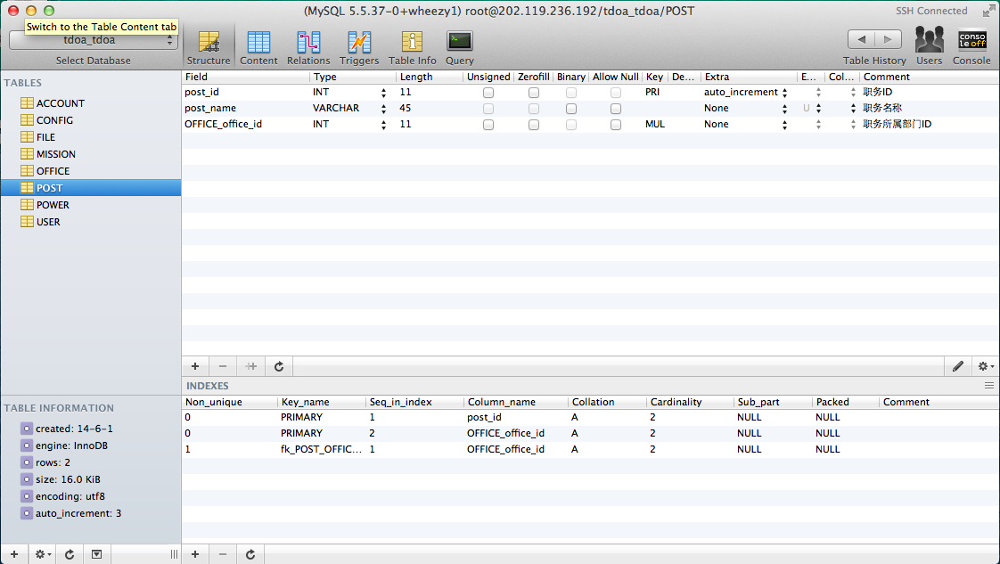 (MySQL 5.5.37-0+wheezy1) root@202.119.236.192/tdoa_tdoa/POST
SSH Connected
Switch to the Table Content tab
tdoa_tdoa
Select Database
Structure Content Relations Triggers Table Info Query
Table History Users Console
conso
le off
TABLES
ACCOUNT
CONFIG
FILE
MISSION
OFFICE
POST
POWER
USER
Field Type Length Unsigned Zerofill Binary Allow Null Key De... Extra E... Col... Comment
post_id INT 11 PRI auto_increment 职务ID
post_name VARCHAR 45 None U 职务名称
OFFICE_office_id INT 11 MUL None 职务所属部门ID
INDEXES
Non_unique Key_name Seq_in_index Column_name Collation Cardinality Sub_part Packed Comment
0 PRIMARY 1 post_id A 2 NULL NULL
0 PRIMARY 2 OFFICE_office_id A 2 NULL NULL
1 fk_POST_OFFIC... 1 OFFICE_office_id A 2 NULL NULL
TABLE INFORMATION
created: 14-6-1
engine: InnoDB
rows: 2
size: 16.0 KiB
encoding: utf8
auto_increment: 3